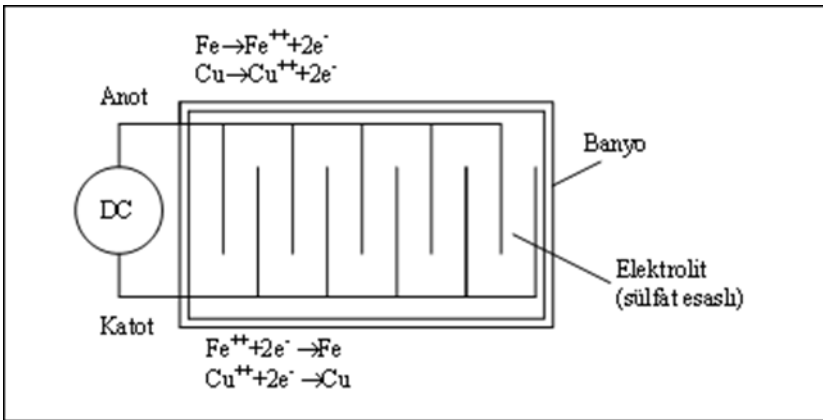 Fe→Fe⁺⁺+2e⁻
Cu→Cu⁺⁺+2e⁻
Anot
Banyo
DC
Elektrolit
(sülfat esaslı)
Katot
Fe⁺⁺+2e⁻ →Fe
Cu⁺⁺+2e⁻ →Cu